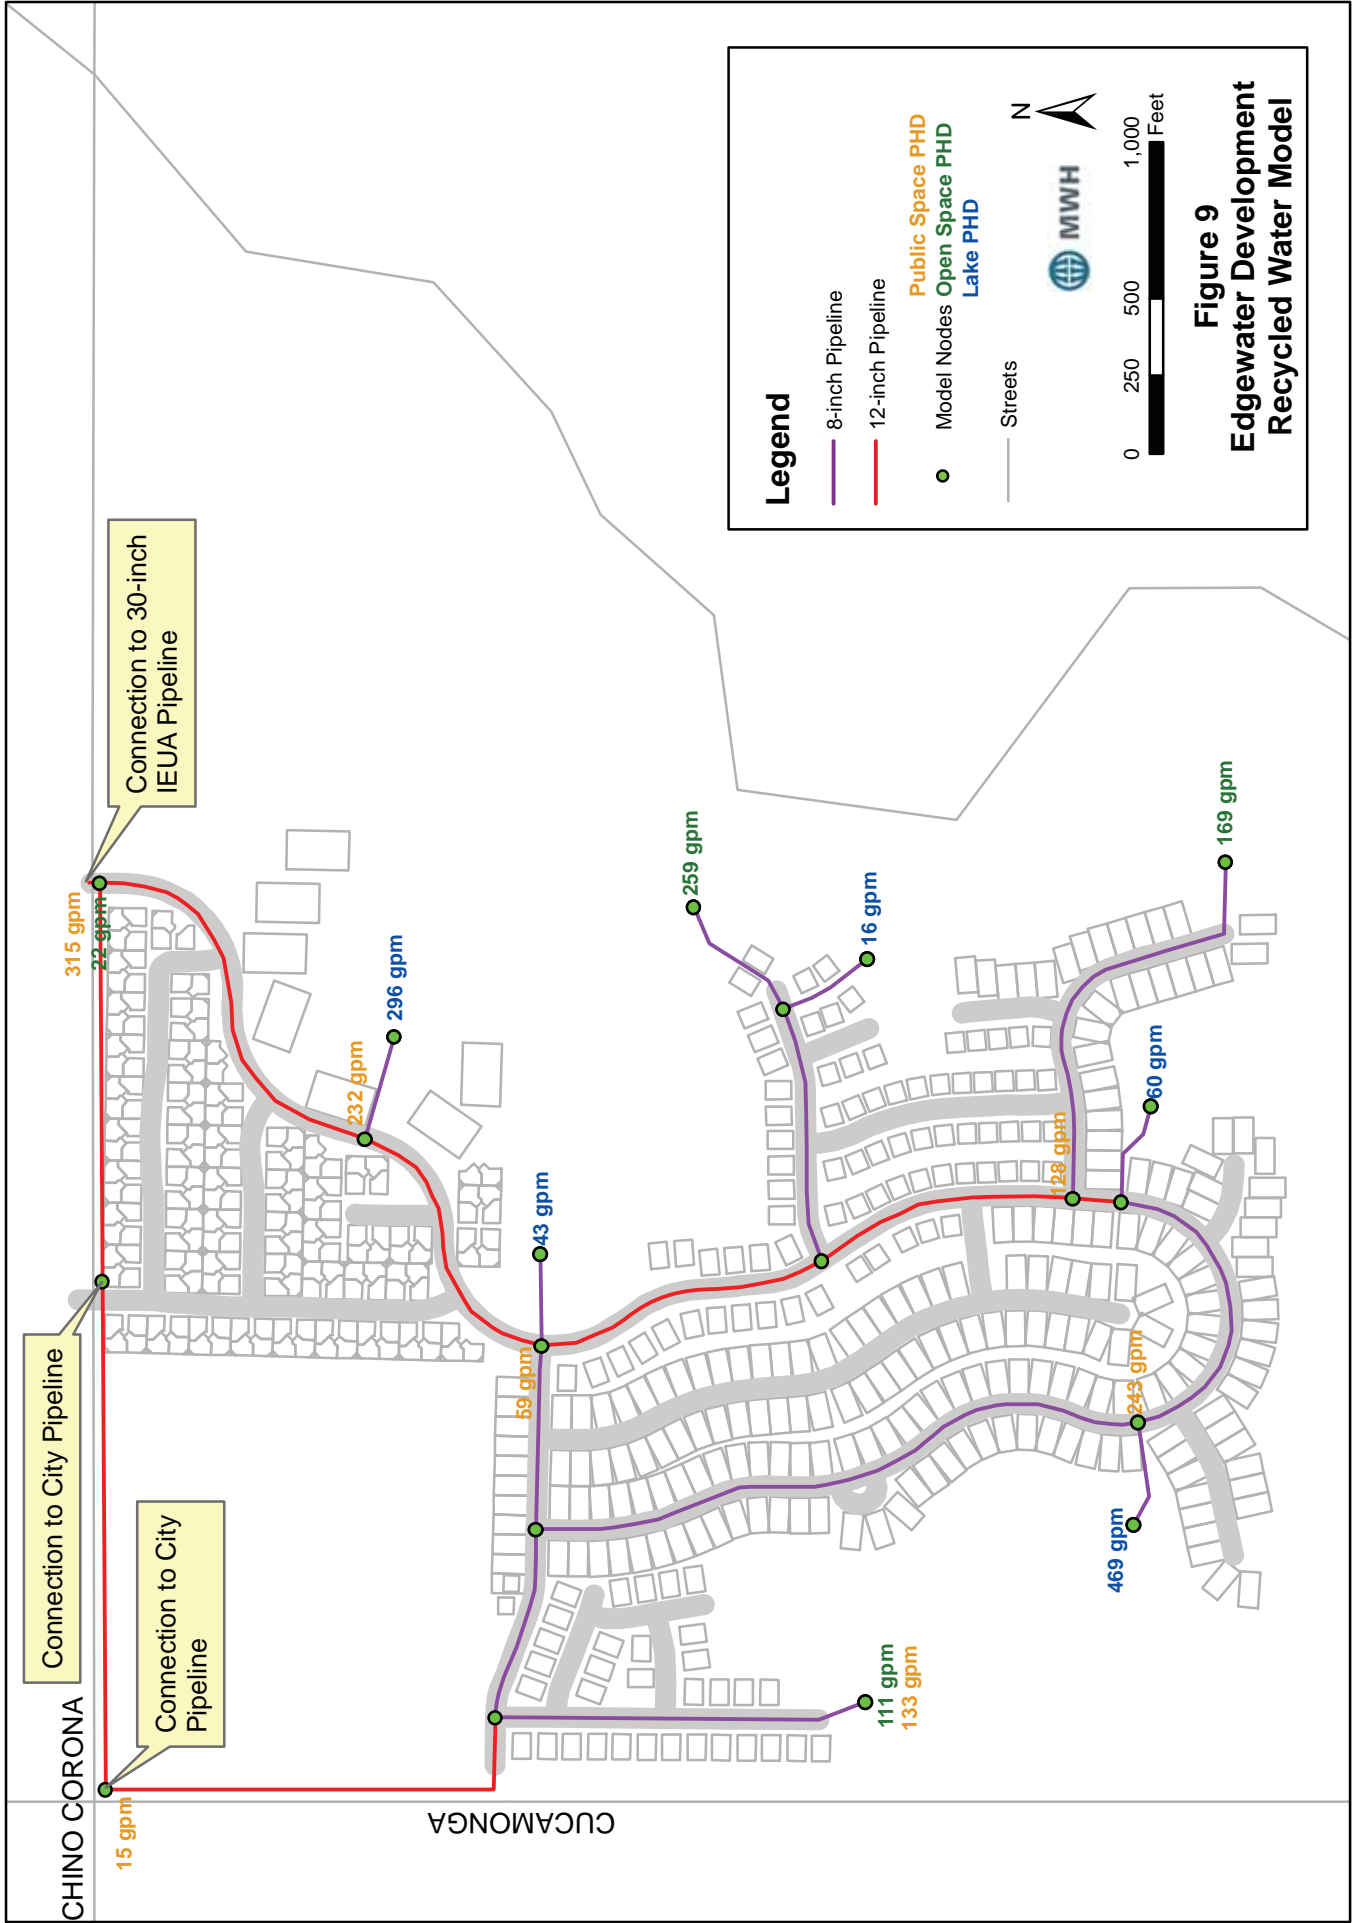 CHINO CORONA
Connection to City Pipeline
Connection to City
Pipeline
Connection to 30-inch
IEUA Pipeline
CUCAMONGA
15 gpm
315 gpm
22 gpm
232 gpm
296 gpm
59 gpm
43 gpm
259 gpm
16 gpm
128 gpm
60 gpm
169 gpm
243 gpm
469 gpm
111 gpm
133 gpm
Legend
8-inch Pipeline
12-inch Pipeline
Public Space PHD
Model Nodes Open Space PHD
Lake PHD
Streets
N
MWH
0 250 500 1,000
Feet
Figure 9
Edgewater Development
Recycled Water Model